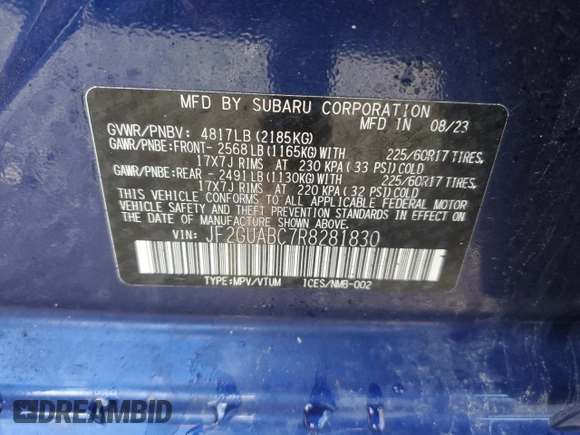 MFD BY SUBARU CORPORATION
GVWR/PNBV: 4817LB(2185KG) MFD IN 08/23
GAWR/PNBE:FRONT- 2568LB(1165KG)WITH 225/60R17 TIRES,
17X7J RIMS AT 230 KPA(33 PSI)COLD
GAWR/PNBE:REAR - 2491LB(1130KG)WITH 225/60R17 TIRES,
17X7J RIMS AT 220 KPA(32 PSI)COLD
THIS VEHICLE CONFORMS TO ALL APPLICABLE FEDERAL MOTOR
VEHICLE SAFETY AND THEFT PREVENTION STANDARDS IN EFFECT ON
THE DATE OF MANUFACTURE SHOWN ABOVE.
VIN: JF2GUABC7R8281830
TYPE:MPV/VTUM ICES/NMB-002
DREAMBID